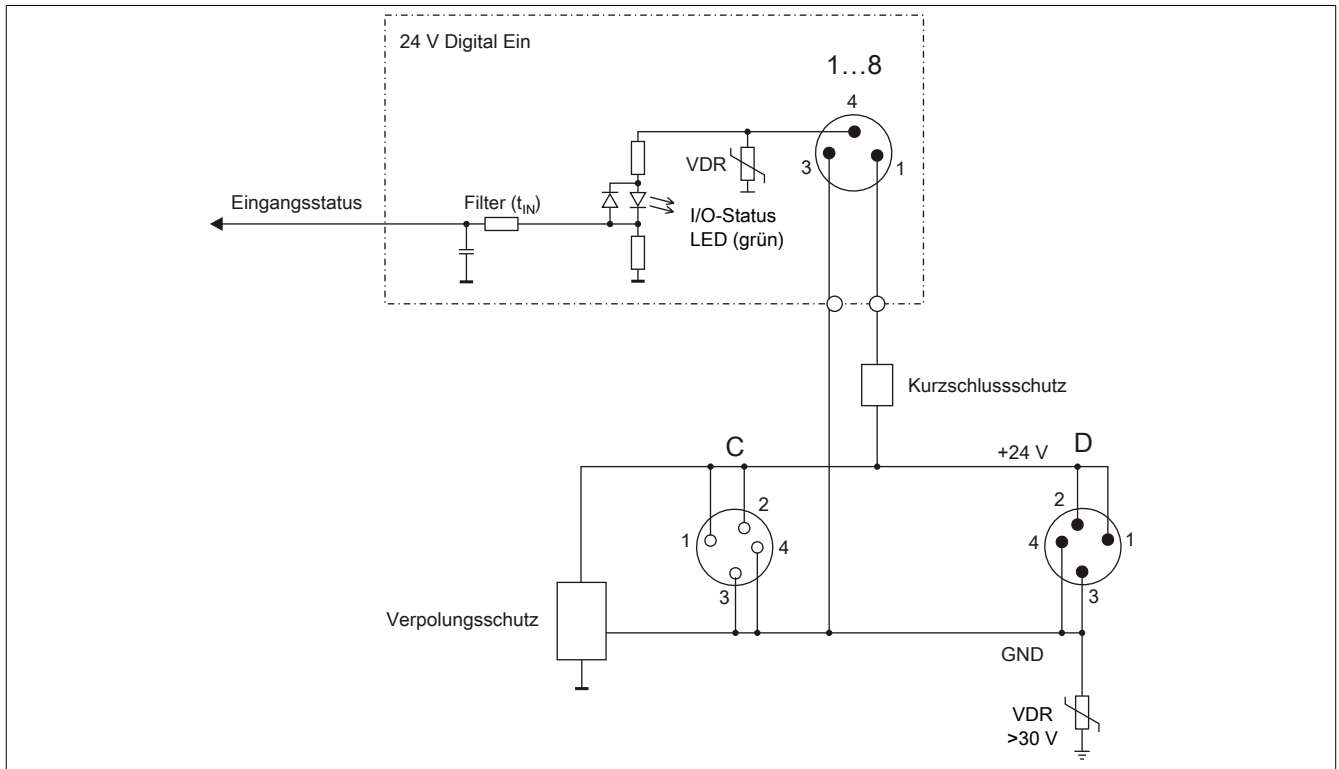 24 V Digital Ein
1...8
4
VDR
3
1
Eingangsstatus
Filter (tIN)
I/O-Status
LED (grün)
Kurzschlussschutz
C
+24 V
D
2
2
1
4
4
1
3
3
Verpolungsschutz
GND
VDR
>30 V